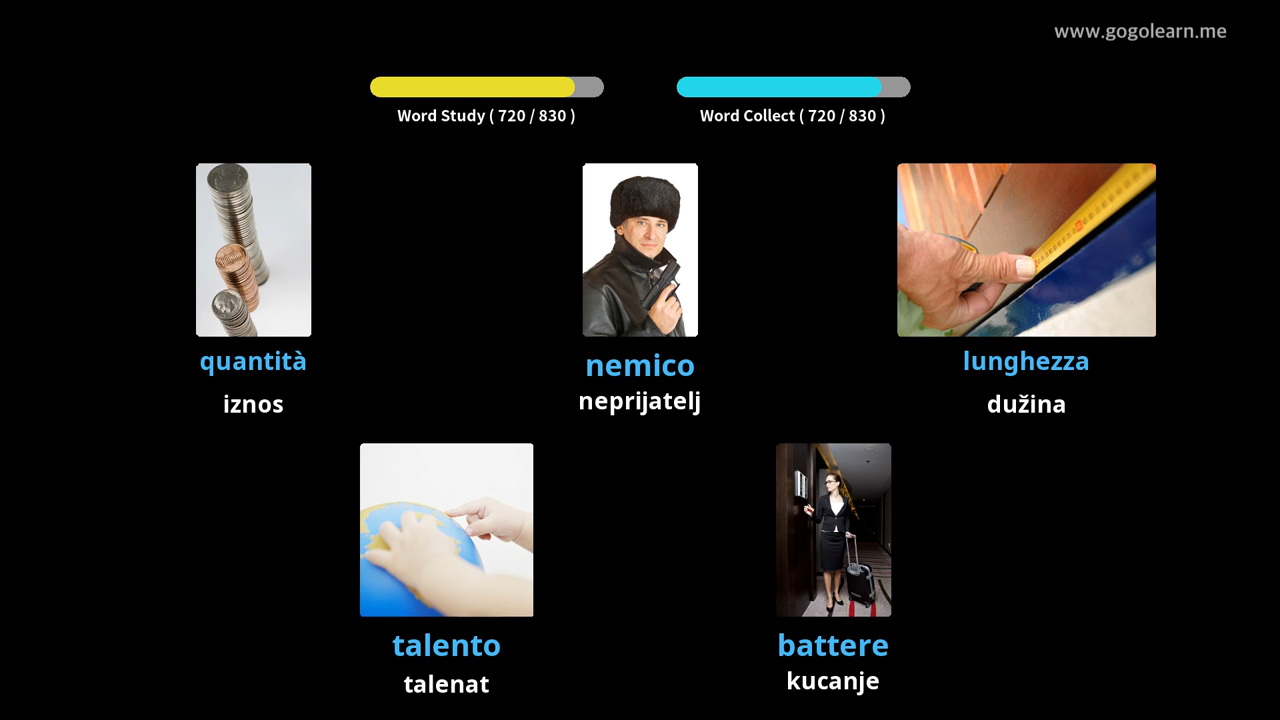 www.gogolearn.me
Word Study ( 720 / 830 )
Word Collect ( 720 / 830 )
quantità
iznos
nemico
neprijatelj
lunghezza
dužina
talento
talenat
battere
kucanje